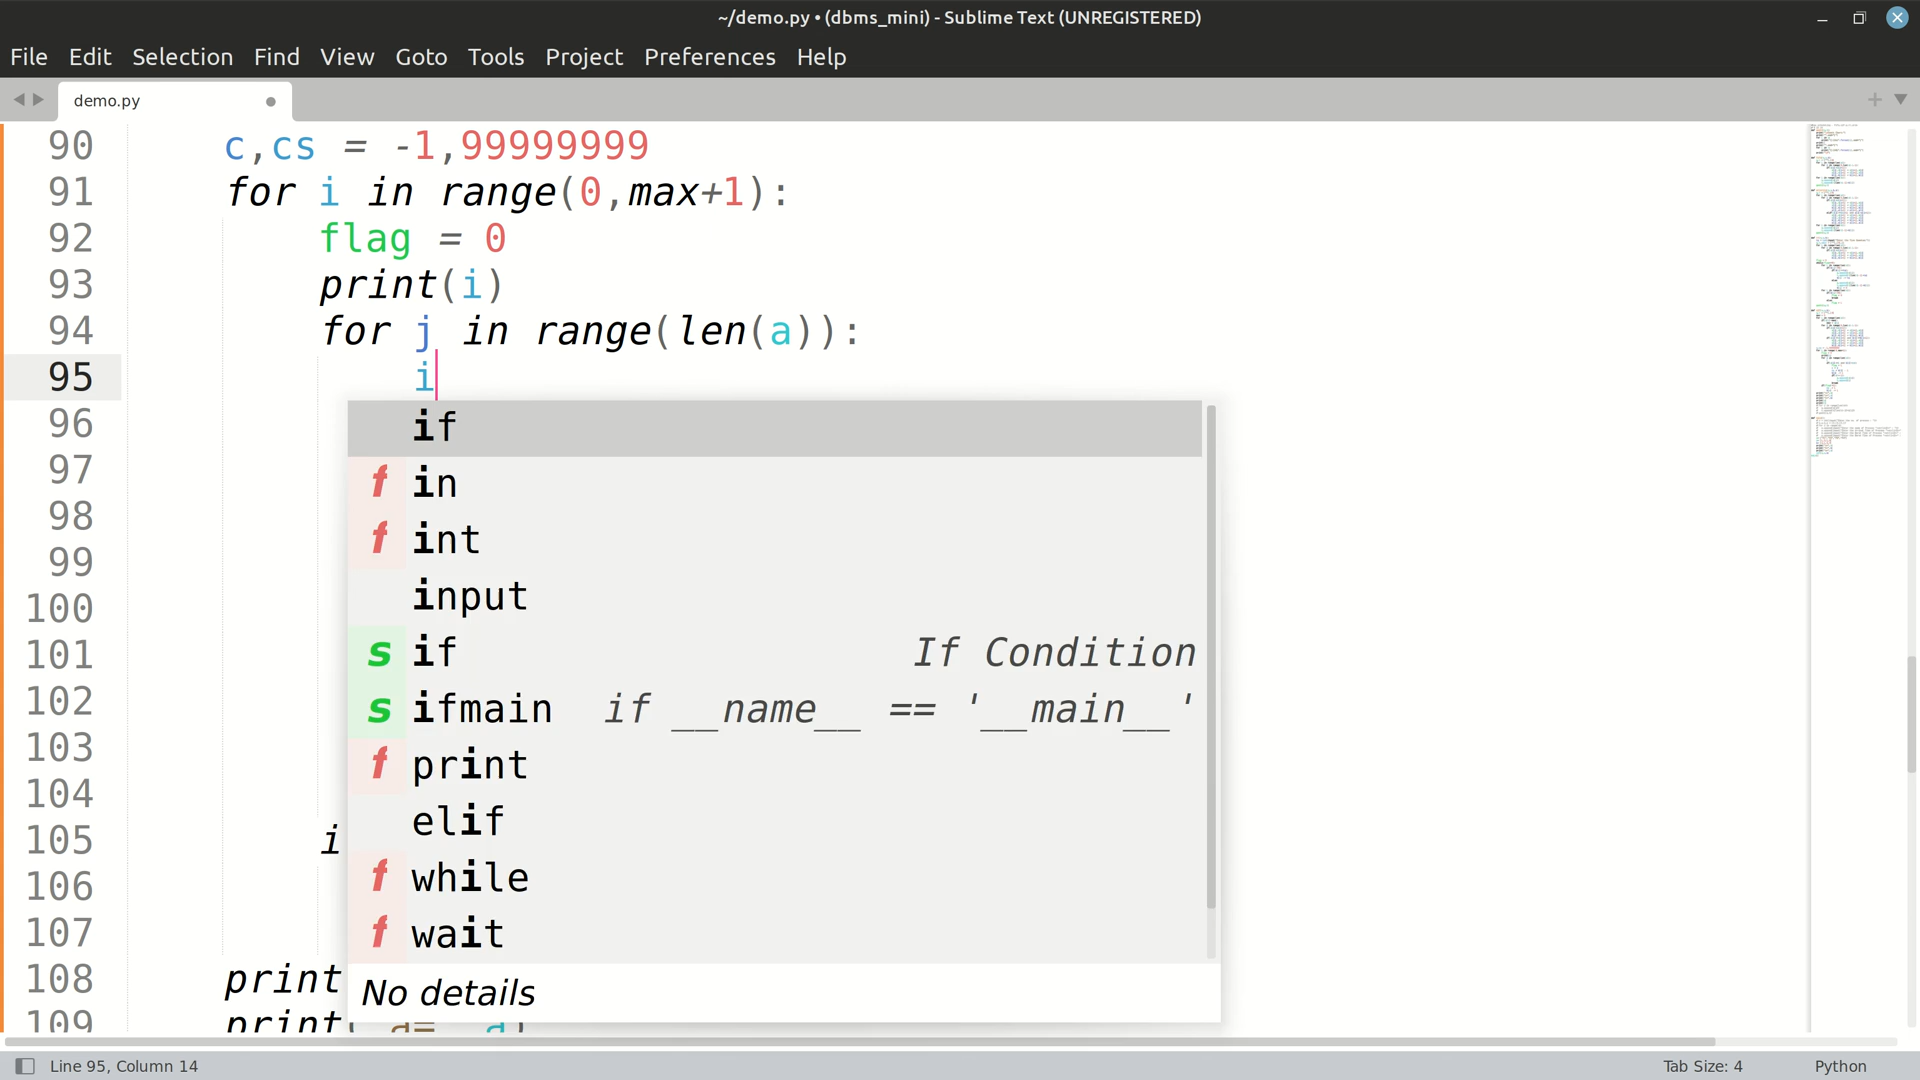 ~/demo.py • (dbms_mini) - Sublime Text (UNREGISTERED)
File Edit Selection Find View Goto Tools Project Preferences Help
demo.py
90 c,cs = -1,99999999
91 for i in range(0,max+1):
92 flag = 0
93 print(i)
94 for j in range(len(a)):
95 i
96 if
97 f in
98 f int
99 input
100
101 s if If Condition
102 s ifmain if __name__ == '__main__'
103 f print
104 elif
105 i
106 f while
107 f wait
108 print
109 print( a= a)
No details
Line 95, Column 14 Tab Size: 4 Python